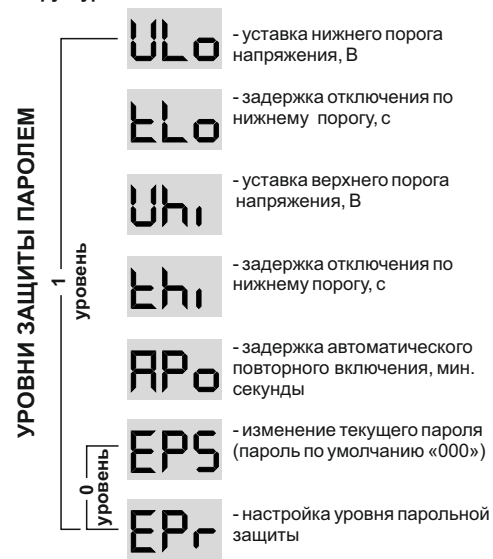 УРОВНИ ЗАЩИТЫ ПАРОЛЕМ
1
уровень
0
уровень
ULo
- уставка нижнего порога
напряжения, В
tLo
- задержка отключения по
нижнему порогу, с
Uhi
- уставка верхнего порога
напряжения, В
thi
- задержка отключения по
нижнему порогу, с
APo
- задержка автоматического
повторного включения, мин.
секунды
EPS
- изменение текущего пароля
(пароль по умолчанию «000»)
EPr
- настройка уровня парольной
защиты